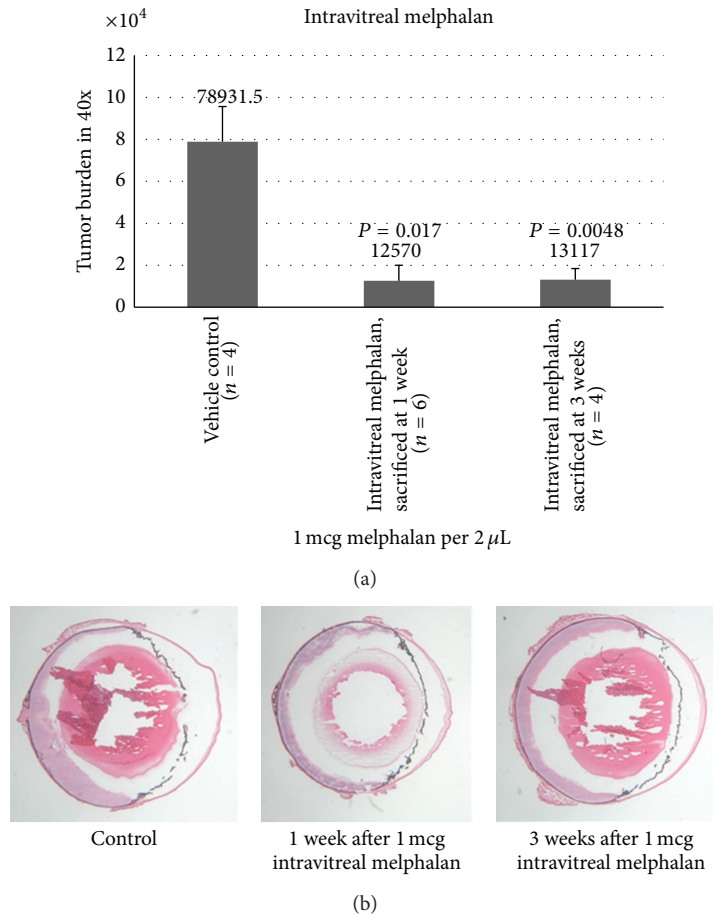 Intravitreal melphalan
×10⁴
12
10
8
6
4
2
0
Tumor burden in 40x
78931.5
P = 0.017
12570
P = 0.0048
13117
Vehicle control
(n = 4)
Intravitreal melphalan,
sacrificed at 1 week
(n = 6)
Intravitreal melphalan,
sacrificed at 3 weeks
(n = 4)
1 mcg melphalan per 2 μL
(a)
Control
1 week after 1 mcg
intravitreal melphalan
3 weeks after 1 mcg
intravitreal melphalan
(b)